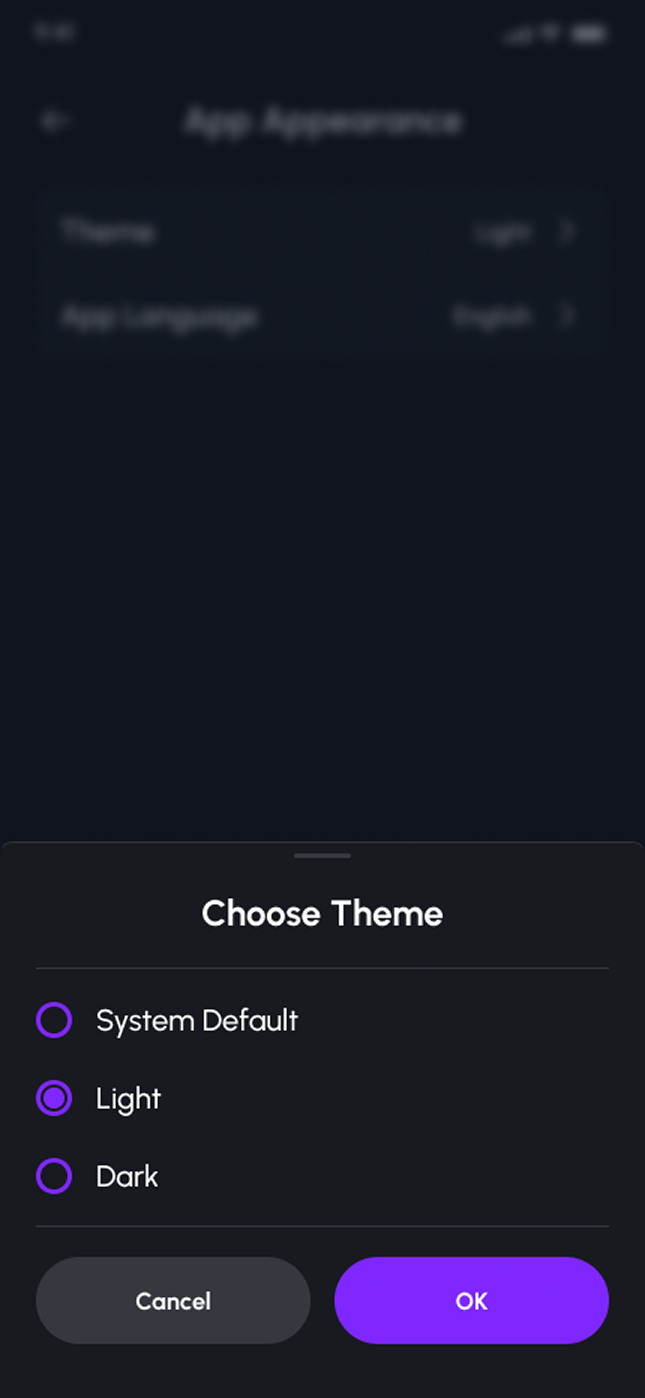 9:41
App Appearance
Theme Light
App Language English
Choose Theme
System Default
Light
Dark
Cancel OK